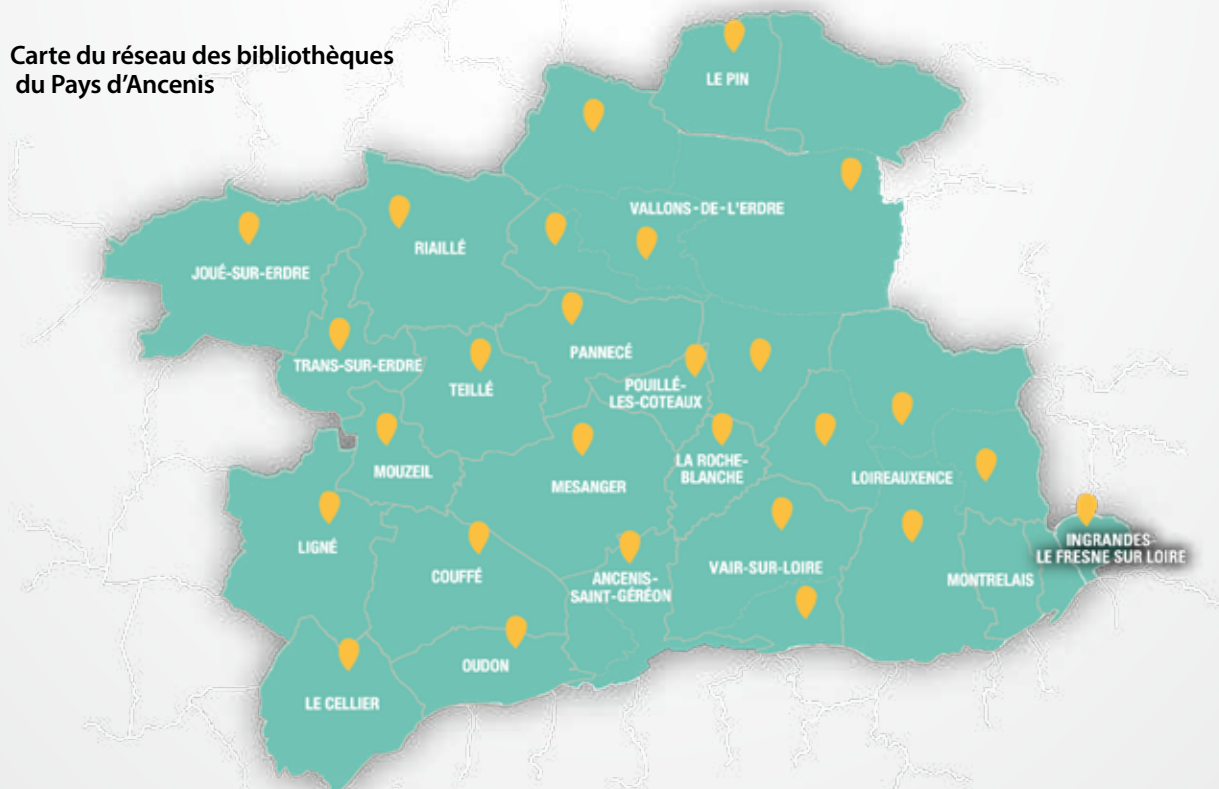 Carte du réseau des bibliothèques
du Pays d'Ancenis
LE PIN
VALLONS-DE-L'ERDRE
RIAILLÉ
JOUÉ-SUR-ERDRE
PANNECÉ
TRANS-SUR-ERDRE
TEILLÉ
POUILLÉ-
LES-COTEAUX
MOUZEIL
MESANGER
LA ROCHE-
BLANCHE
LOIREAUXENCE
LIGNÉ
COUFFÉ
ANCENIS-
SAINT-GÉRÉON
VAIR-SUR-LOIRE
MONTRELAIS
INGRANDES-
LE FRESNE SUR LOIRE
OUDON
LE CELLIER